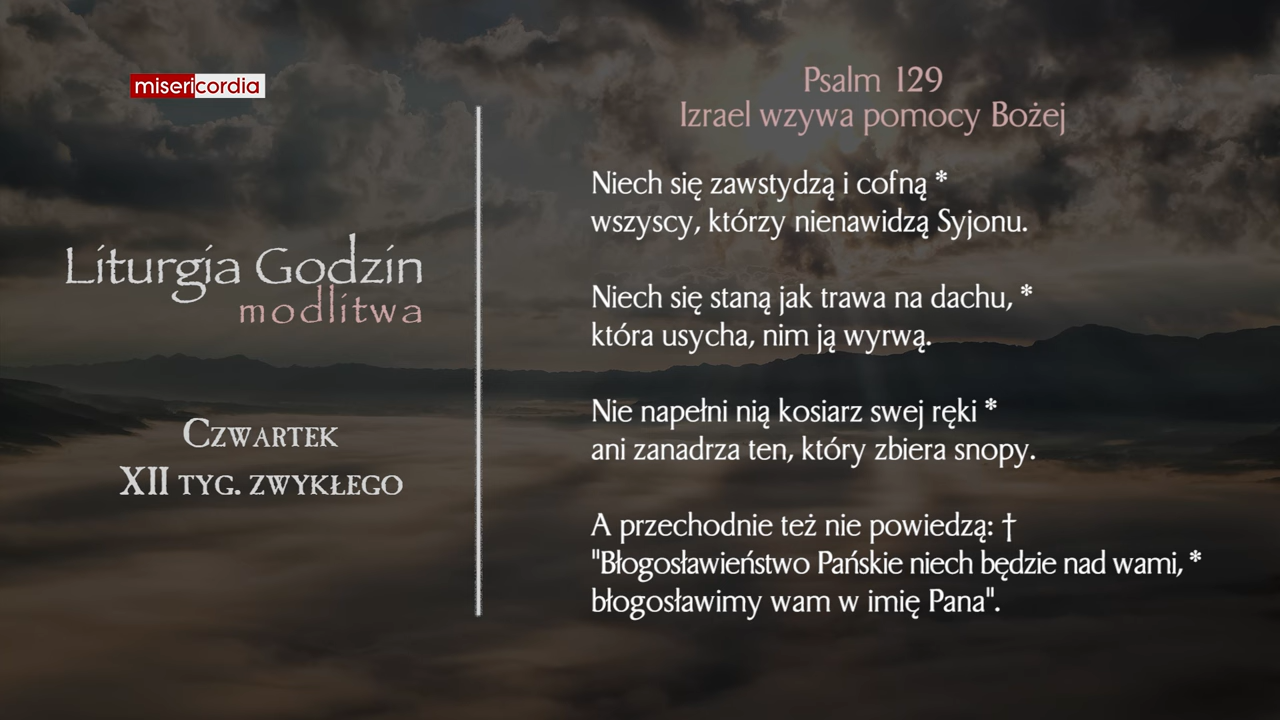 misericordia
Liturgia Godzin
modlitwa
Czwartek
XII tyg. zwykłego
Psalm 129
Izrael wzywa pomocy Bożej
Niech się zawstydzą i cofną *
wszyscy, którzy nienawidzą Syjonu.
Niech się staną jak trawa na dachu, *
która usycha, nim ją wyrwą.
Nie napełni nią kosiarz swej ręki *
ani zanadrza ten, który zbiera snopy.
A przechodnie też nie powiedzą: †
"Błogosławieństwo Pańskie niech będzie nad wami, *
błogosławimy wam w imię Pana".